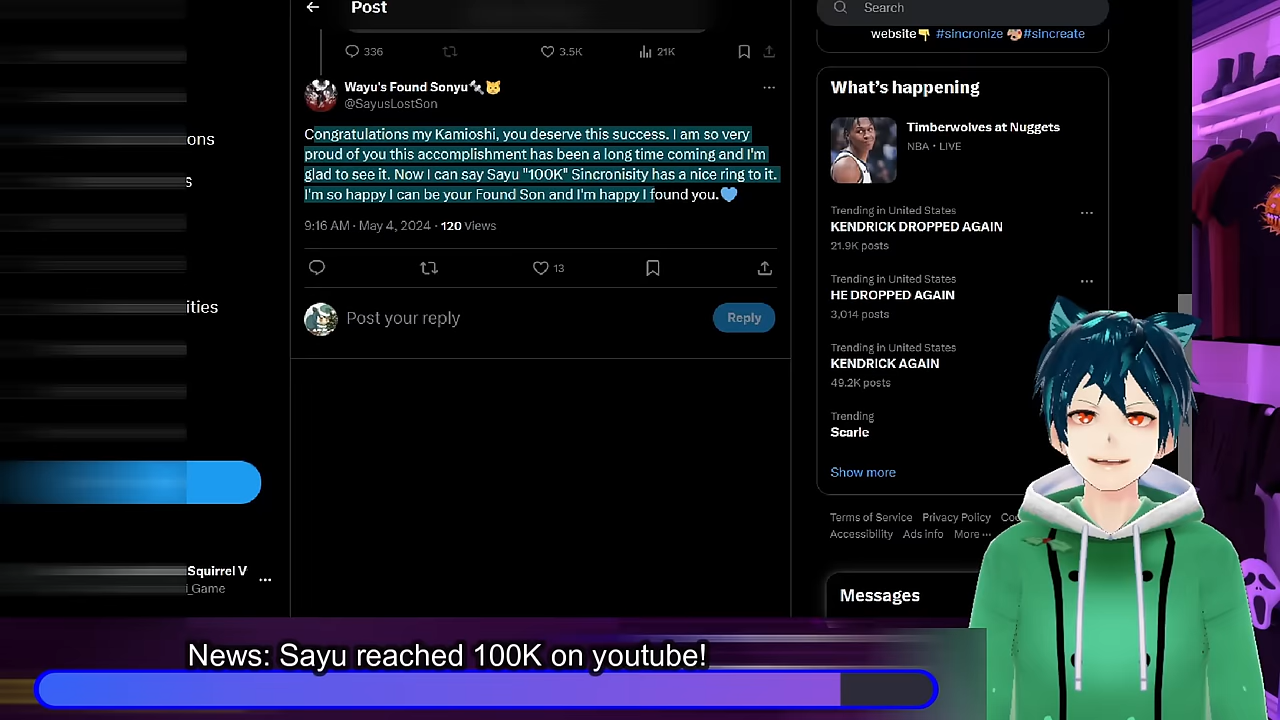 Post
Search
website👇 #sincronize 🎨#sincreate
336
3.5K
21K
Wayu's Found Sonyu🔩🐱
@SayusLostSon
Congratulations my Kamioshi, you deserve this success. I am so very
proud of you this accomplishment has been a long time coming and I'm
glad to see it. Now I can say Sayu "100K" Sincronisity has a nice ring to it.
I'm so happy I can be your Found Son and I'm happy I found you.💙
9:16 AM · May 4, 2024 · 120 Views
13
Post your reply
Reply
What's happening
Timberwolves at Nuggets
NBA · LIVE
Trending in United States
KENDRICK DROPPED AGAIN
21.9K posts
Trending in United States
HE DROPPED AGAIN
3,014 posts
Trending in United States
KENDRICK AGAIN
49.2K posts
Trending
Scarle
Show more
Terms of Service Privacy Policy Coo
Accessibility Ads info More ···
Messages
ons
s
ities
Squirrel V
i_Game
News: Sayu reached 100K on youtube!